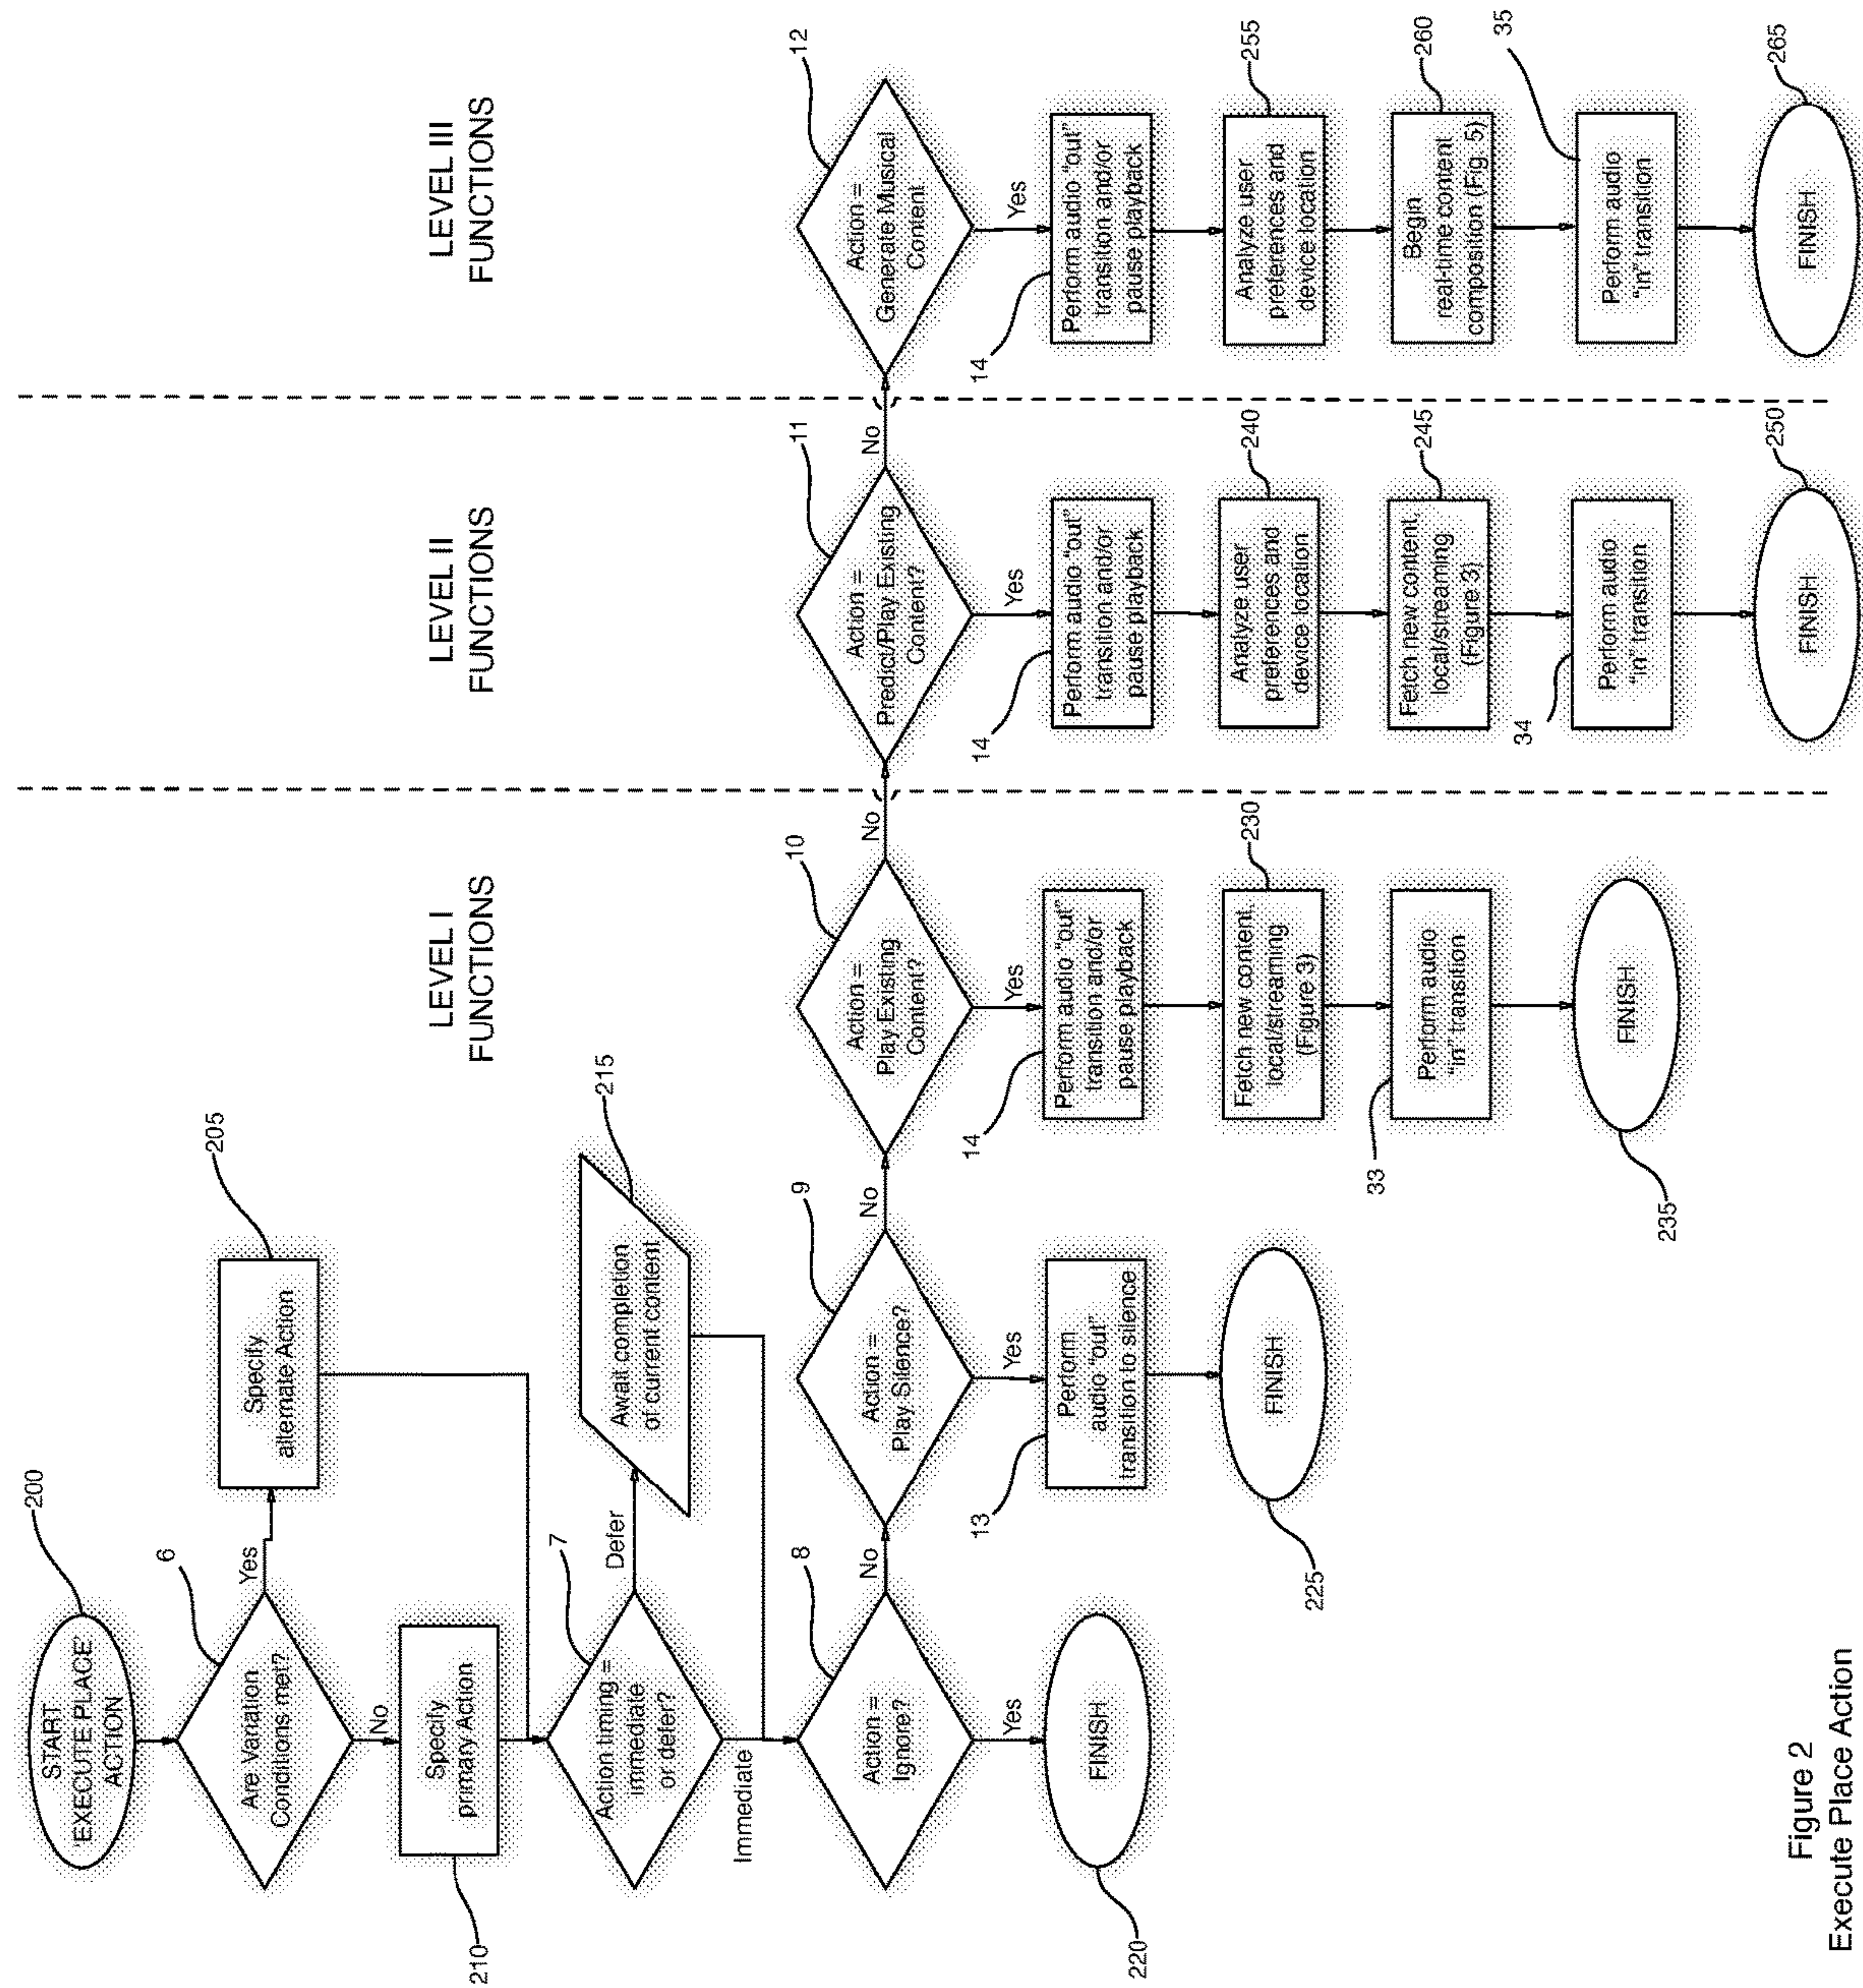 LEVEL I
FUNCTIONS
LEVEL II
FUNCTIONS
LEVEL III
FUNCTIONS
START
'EXECUTE PLACE'
ACTION
200
6
Are Variation
Conditions met?
Yes
No
205
Specify
alternate Action
210
Specify
primary Action
7
Action timing =
immediate
or defer?
Defer
Immediate
215
Await completion
of current content
8
Action =
Ignore?
No
Yes
FINISH
220
9
Action =
Play Silence?
No
Yes
13
Perform
audio "out"
transition to silence
FINISH
225
10
Action =
Play Existing
Content?
No
Yes
14
Perform audio "out"
transition and/or
pause playback
230
Fetch new content,
local/streaming
(Figure 3)
33
Perform audio
"in" transition
FINISH
235
11
Action =
Predict/Play Existing
Content?
No
Yes
14
Perform audio "out"
transition and/or
pause playback
240
Analyze user
preferences and
device location
245
Fetch new content,
local/streaming
(Figure 3)
34
Perform audio
"in" transition
FINISH
250
12
Action =
Generate Musical
Content
Yes
14
Perform audio "out"
transition and/or
pause playback
255
Analyze user
preferences and
device location
260
Begin
real-time content
composition (Fig. 5)
35
Perform audio
"in" transition
FINISH
265
Figure 2
Execute Place Action